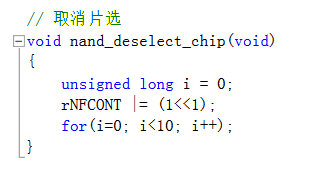 // 取消片选
void nand_deselect_chip(void)
{
    unsigned long i = 0;
    rNFCONT |= (1<<1);
    for(i=0; i<10; i++);
}